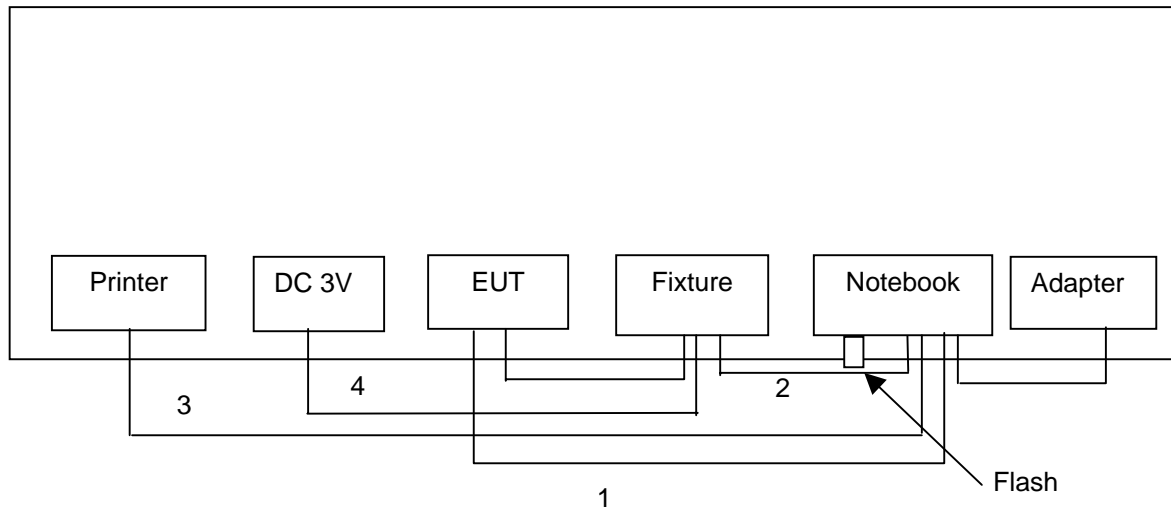 Printer
DC 3V
EUT
Fixture
Notebook
Adapter
4
2
3
Flash
1